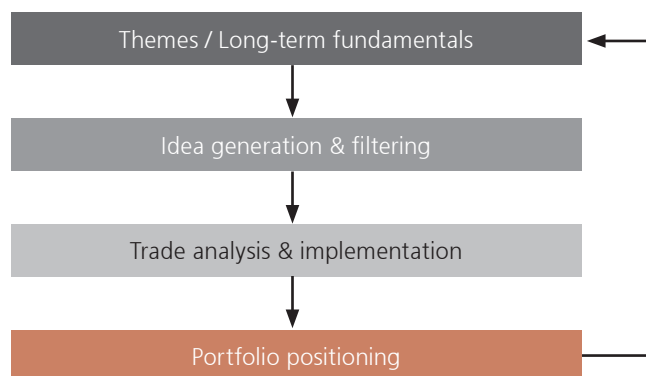 Themes / Long-term fundamentals
Idea generation & filtering
Trade analysis & implementation
Portfolio positioning